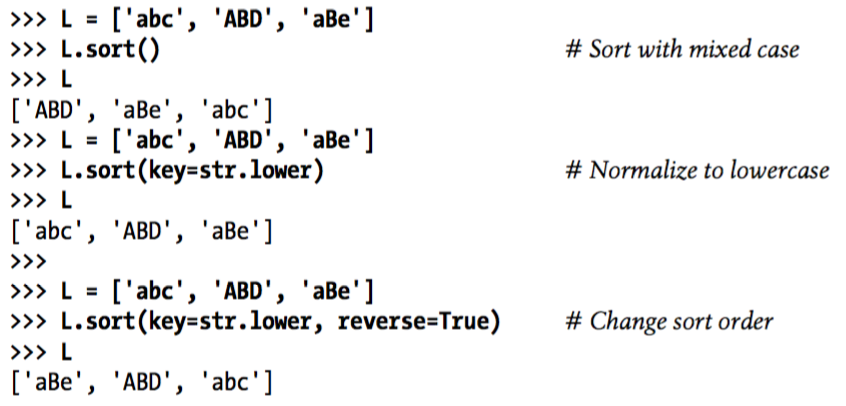 >>> L = ['abc', 'ABD', 'aBe']
>>> L.sort() # Sort with mixed case
>>> L
['ABD', 'aBe', 'abc']
>>> L = ['abc', 'ABD', 'aBe']
>>> L.sort(key=str.lower) # Normalize to lowercase
>>> L
['abc', 'ABD', 'aBe']
>>>
>>> L = ['abc', 'ABD', 'aBe']
>>> L.sort(key=str.lower, reverse=True) # Change sort order
>>> L
['aBe', 'ABD', 'abc']